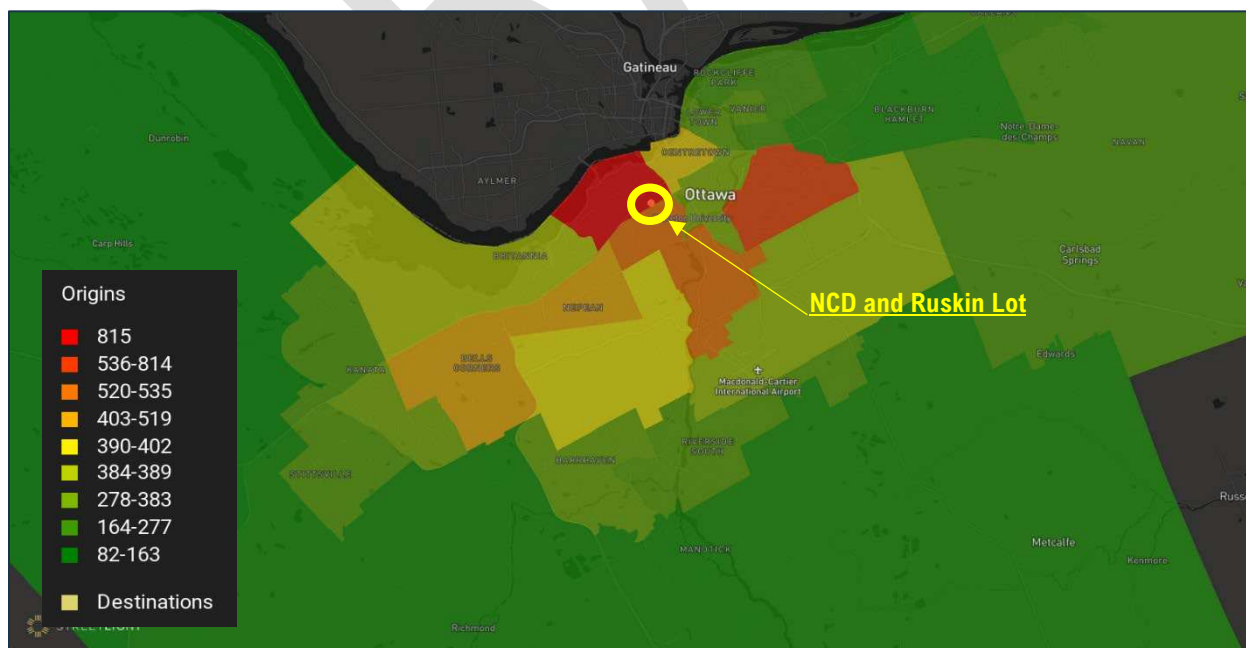 Gatineau
ROCKCLIFFE
PARK
LOWER
TOWN
VANIER
BLACKBURN
HAMLET
Dunrobin
Notre-Dame-
des-Champs
NAVAN
CENTRETOWN
AYLMER
Ottawa
University
Carp Hills
BRITANNIA
Carlsbad
Springs
Origins
815
536-814
520-535
403-519
390-402
384-389
278-383
164-277
82-163
Destinations
NEPEAN
NCD and Ruskin Lot
BELLS
CORNERS
KANATA
Edwards
Macdonald-Cartier
International Airport
RIVERSIDE
SOUTH
BARRHAVEN
STITTSVILLE
Metcalfe
Kenmore
MANOTICK
Richmond